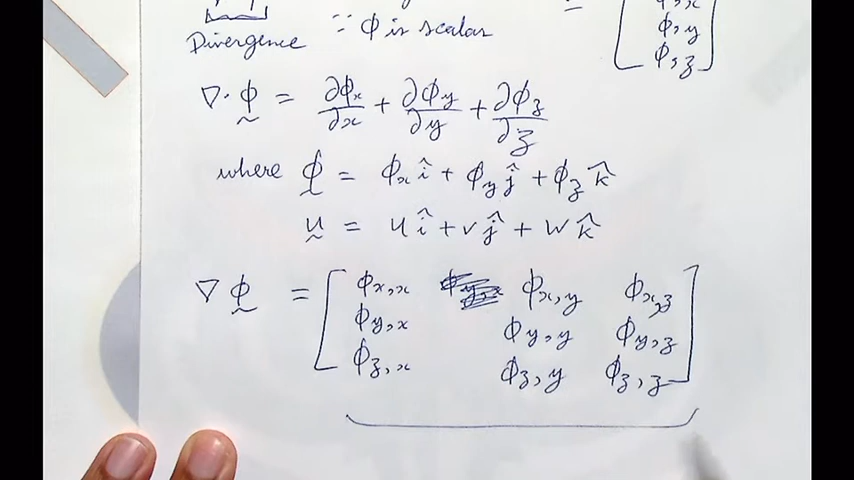 = [ϕ,x
Divergence ∵ ϕ is scalar ϕ,y
ϕ,z]
∇·ϕ̰ = ∂ϕx/∂x + ∂ϕy/∂y + ∂ϕz/∂z
where ϕ̰ = ϕx î + ϕy ĵ + ϕz k̂
ṵ = u î + v ĵ + w k̂
∇ϕ̰ = [ϕx,x ϕx,y ϕx,z
ϕy,x ϕy,y ϕy,z
ϕz,x ϕz,y ϕz,z]